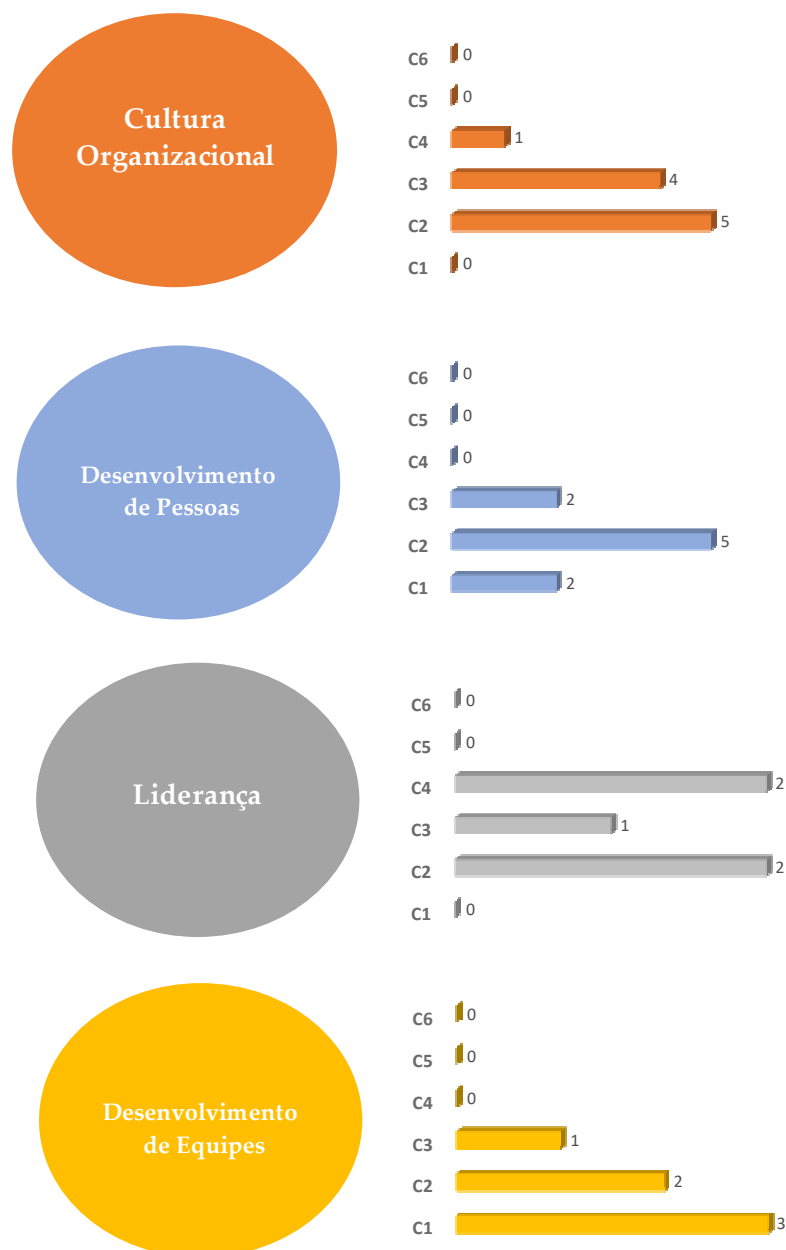 Cultura
Organizacional
C6 0
C5 0
C4 1
C3 4
C2 5
C1 0
Desenvolvimento
de Pessoas
C6 0
C5 0
C4 0
C3 2
C2 5
C1 2
Liderança
C6 0
C5 0
C4 2
C3 1
C2 2
C1 0
Desenvolvimento
de Equipes
C6 0
C5 0
C4 0
C3 1
C2 2
C1 3